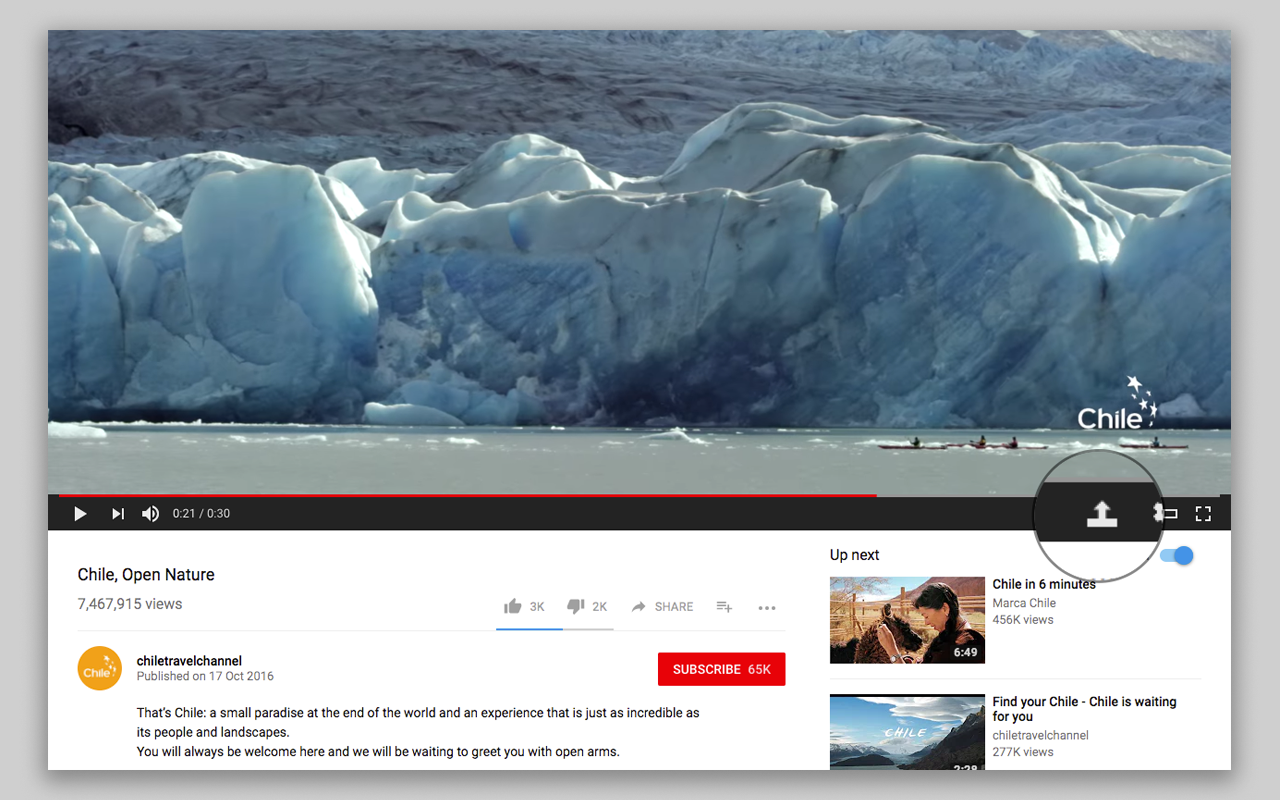 Chile
0:21 / 0:30
Chile, Open Nature
7,467,915 views
3K
2K
SHARE
Chile
chiletravelchannel
Published on 17 Oct 2016
SUBSCRIBE 65K
That's Chile: a small paradise at the end of the world and an experience that is just as incredible as
its people and landscapes.
You will always be welcome here and we will be waiting to greet you with open arms.
Up next
6:49
Chile in 6 minutes
Marca Chile
456K views
CHILE
2:28
Find your Chile - Chile is waiting
for you
chiletravelchannel
277K views